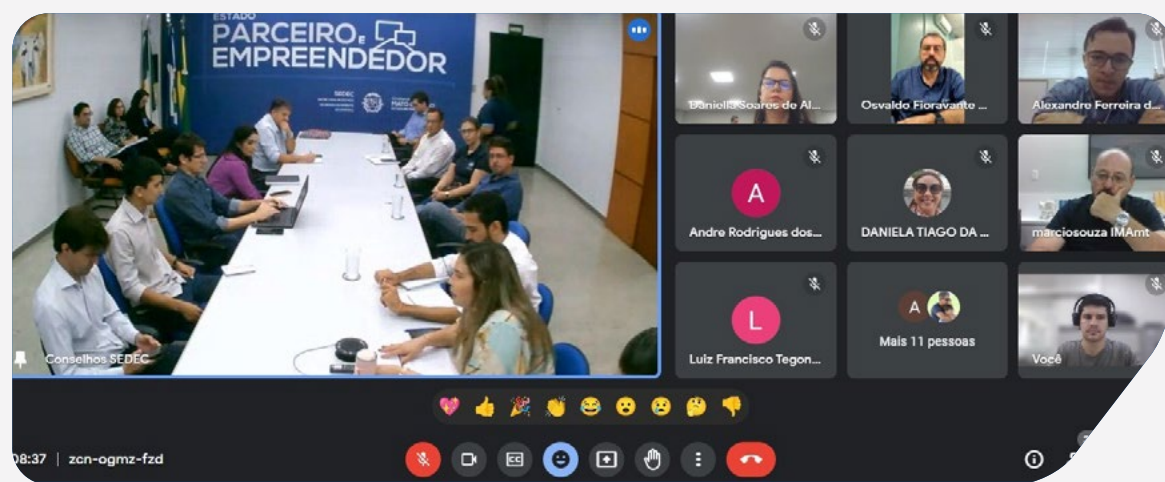 ESTADO
PARCEIRO E
EMPREENDEDOR
SEDEC
Conselhos SEDEC
Daniella Soares de Al...
Osvaldo Fioravante ...
Alexandre Ferreira d...
A
Andre Rodrigues dos...
DANIELA TIAGO DA ...
marciosouza IMAmt
L
Luiz Francisco Tegon...
A
Mais 11 pessoas
Você
08:37 | zcn-ogmz-fzd
CC